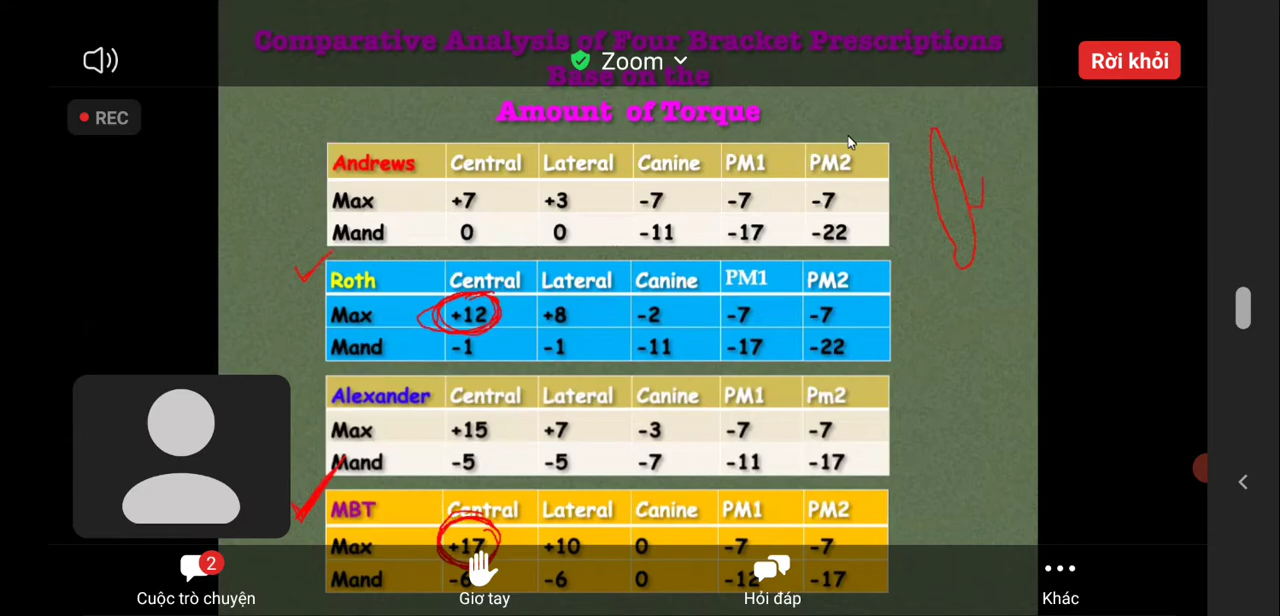 Comparative Analysis of Four Bracket Prescriptions
Zoom
Rời khỏi
Base on the
REC
Amount of Torque
Andrews Central Lateral Canine PM1 PM2
Max +7 +3 -7 -7 -7
Mand 0 0 -11 -17 -22
Roth Central Lateral Canine PM1 PM2
Max +12 +8 -2 -7 -7
Mand -1 -1 -11 -17 -22
Alexander Central Lateral Canine PM1 Pm2
Max +15 +7 -3 -7 -7
Mand -5 -5 -7 -11 -17
MBT Central Lateral Canine PM1 PM2
Max +17 +10 0 -7 -7
Mand -6 -6 0 -12 -17
2
Cuộc trò chuyện
Giơ tay
Hỏi đáp
Khác